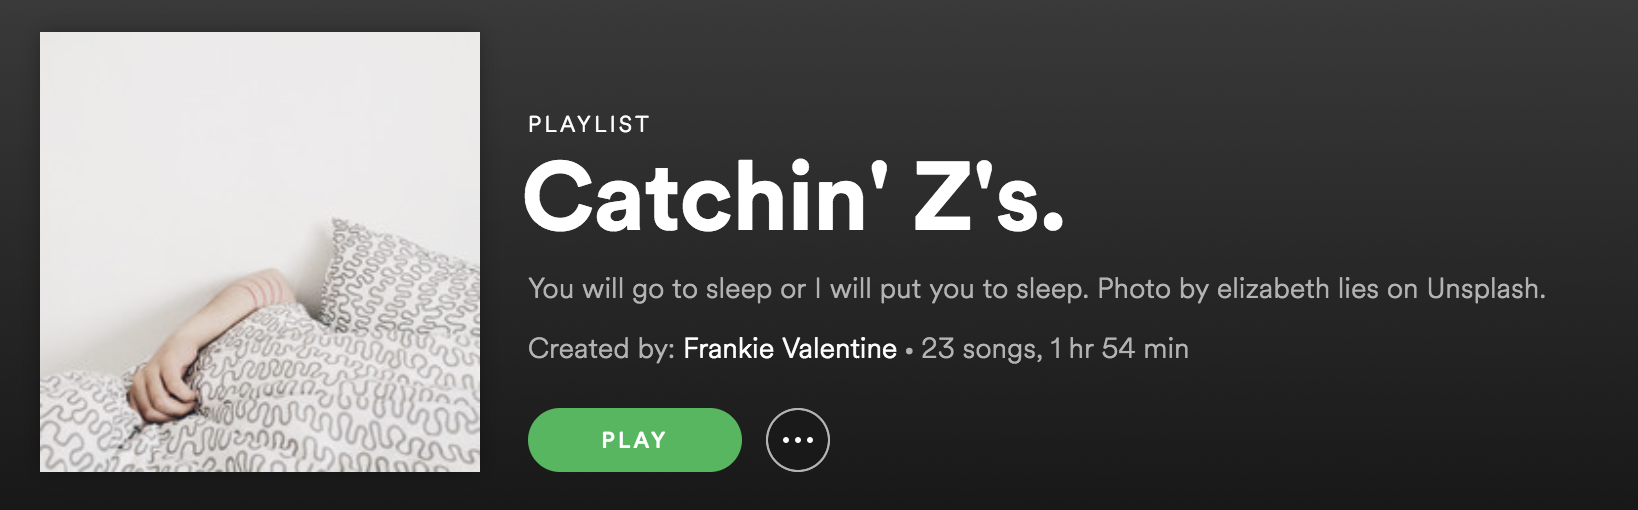 PLAYLIST
Catchin' Z's.
You will go to sleep or I will put you to sleep. Photo by elizabeth lies on Unsplash.
Created by: Frankie Valentine • 23 songs, 1 hr 54 min
PLAY